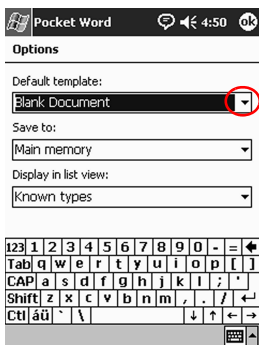 Pocket Word 4:50 ok
Options
Default template:
Blank Document
Save to:
Main memory
Display in list view:
Known types
123 1 2 3 4 5 6 7 8 9 0 - = 
Tab q w e r t y u i o p [ ]
CAP a s d f g h j k l ; '
Shift z x c v b n m , . /
Ctl áü ` \